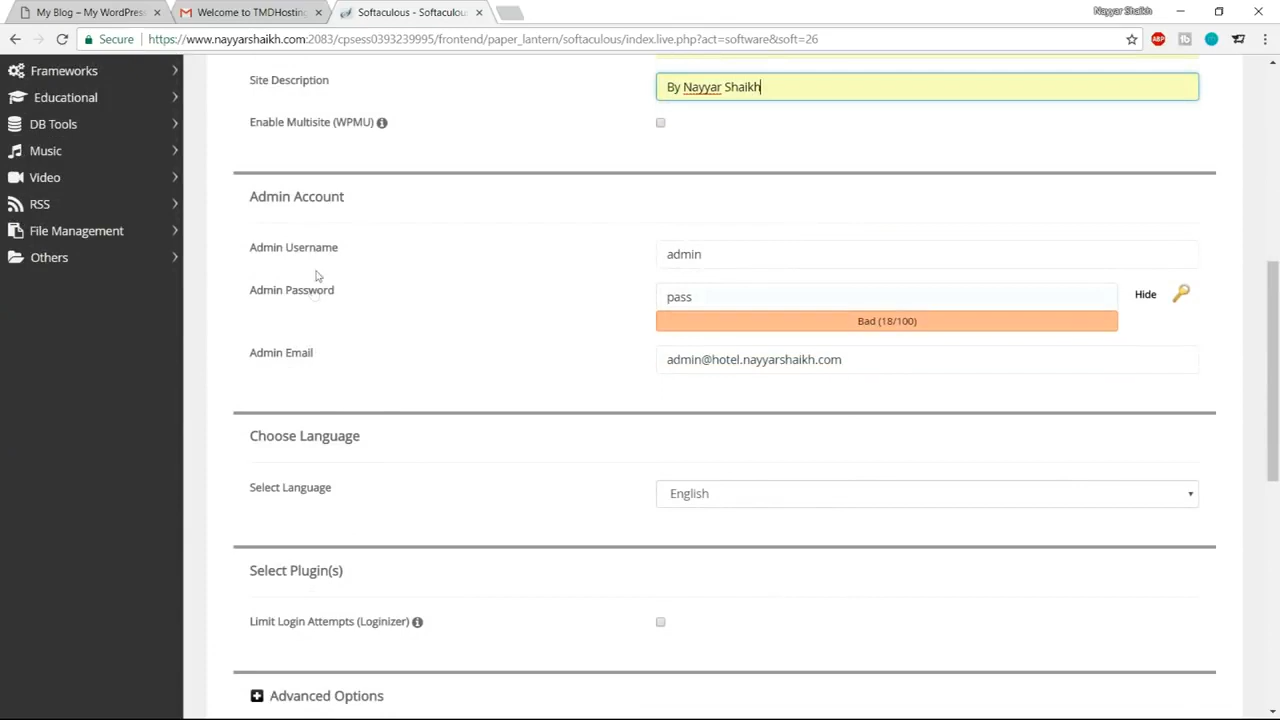 My Blog – My WordPress
Welcome to TMDHosting
Softaculous - Softaculou
Nayyar Shaikh
Secure
https://www.nayyarshaikh.com:2083/cpsess0393239995/frontend/paper_lantern/softaculous/index.live.php?act=software&soft=26
ABP
Frameworks
Educational
DB Tools
Music
Video
RSS
File Management
Others
Site Description
By Nayyar Shaikh
Enable Multisite (WPMU)
Admin Account
Admin Username
admin
Admin Password
pass
Hide
Bad (18/100)
Admin Email
admin@hotel.nayyarshaikh.com
Choose Language
Select Language
English
Select Plugin(s)
Limit Login Attempts (Loginizer)
Advanced Options